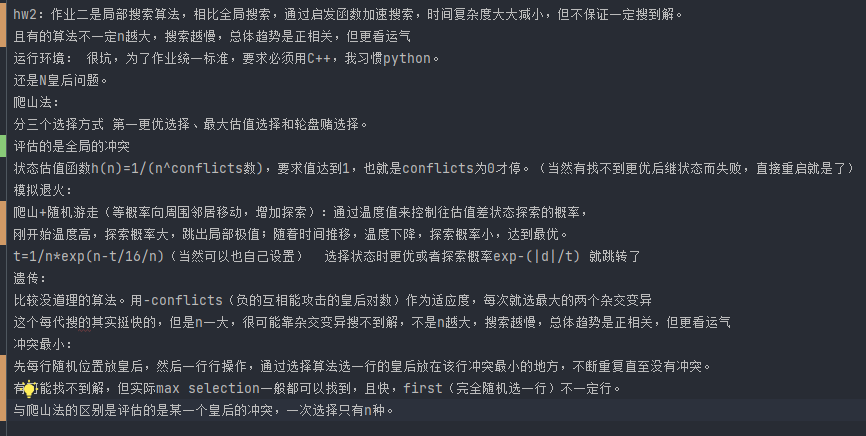 hw2: 作业二是局部搜索算法，相比全局搜索，通过启发函数加速搜索，时间复杂度大大减小，但不保证一定搜到解。
且有的算法不一定n越大，搜索越慢，总体趋势是正相关，但更看运气
运行环境： 很坑，为了作业统一标准，要求必须用C++，我习惯python。
还是N皇后问题。
爬山法：
分三个选择方式 第一更优选择、最大估值选择和轮盘赌选择。
评估的是全局的冲突
状态估值函数h(n)=1/(n^conflicts数)，要求值达到1，也就是conflicts为0才停。（当然有找不到更优后继状态而失败，直接重启就是了）
模拟退火：
爬山+随机游走（等概率向周围邻居移动，增加探索）：通过温度值来控制往估值差状态探索的概率，
刚开始温度高，探索概率大，跳出局部极值；随着时间推移，温度下降，探索概率小，达到最优。
t=1/n*exp(n-t/16/n)（当然可以也自己设置） 选择状态时更优或者探索概率exp-(|d|/t) 就跳转了
遗传：
比较没道理的算法。用-conflicts（负的互相能攻击的皇后对数）作为适应度，每次就选最大的两个杂交变异
这个每代搜的其实挺快的，但是n一大，很可能靠杂交变异搜不到解，不是n越大，搜索越慢，总体趋势是正相关，但更看运气
冲突最小：
先每行随机位置放皇后，然后一行行操作，通过选择算法选一行的皇后放在该行冲突最小的地方，不断重复直至没有冲突。
有可能找不到解，但实际max selection一般都可以找到，且快，first（完全随机选一行）不一定行。
与爬山法的区别是评估的是某一个皇后的冲突，一次选择只有n种。